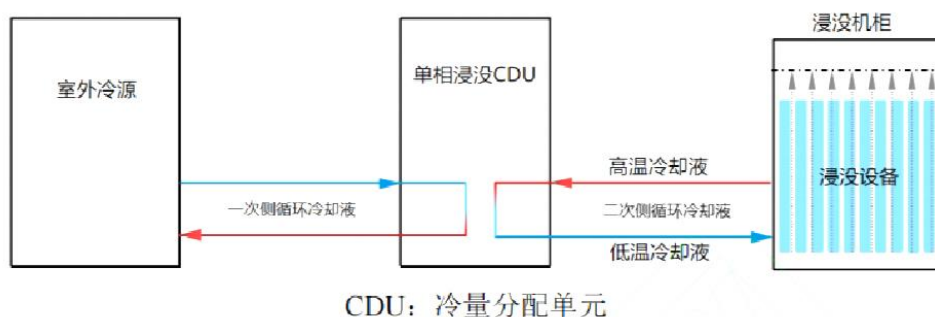 浸没机柜
室外冷源
单相浸没CDU
高温冷却液
浸没设备
一次侧循环冷却液
二次侧循环冷却液
低温冷却液
CDU：冷量分配单元